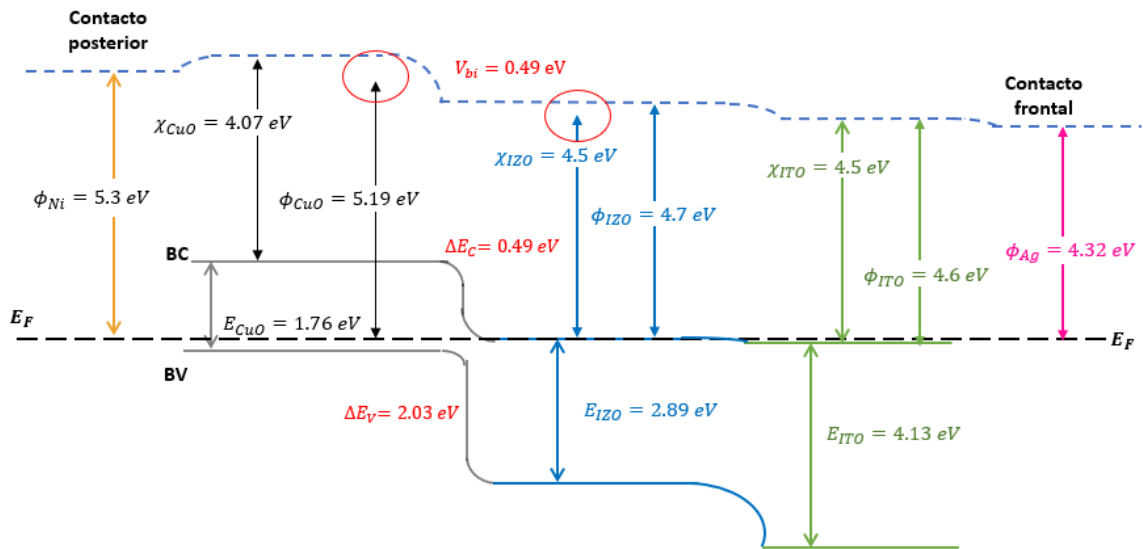 Contacto
posterior
V_bi = 0.49 eV
Contacto
frontal
χ_CuO = 4.07 eV
χ_IZO = 4.5 eV
χ_ITO = 4.5 eV
ϕ_Ni = 5.3 eV
ϕ_CuO = 5.19 eV
ϕ_IZO = 4.7 eV
BC
ΔE_C = 0.49 eV
ϕ_Ag = 4.32 eV
ϕ_ITO = 4.6 eV
E_F
E_CuO = 1.76 eV
E_F
BV
ΔE_V = 2.03 eV
E_IZO = 2.89 eV
E_ITO = 4.13 eV